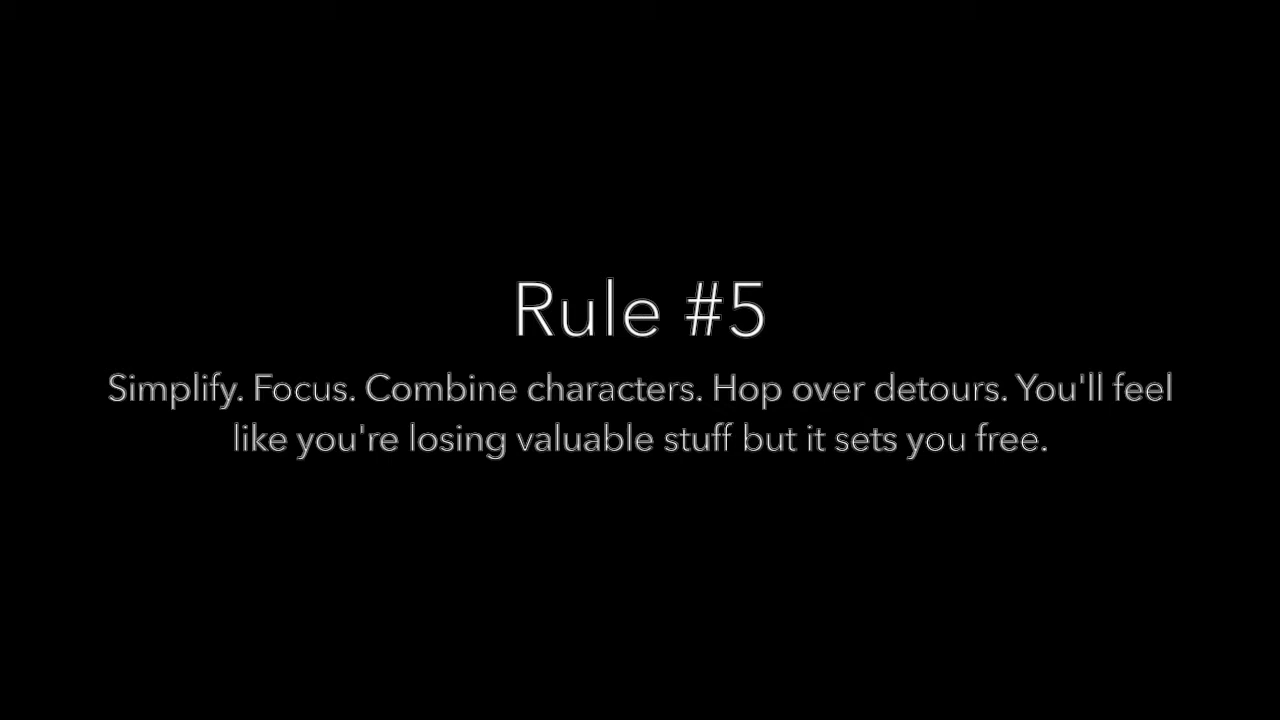 Rule #5
Simplify. Focus. Combine characters. Hop over detours. You'll feel
like you're losing valuable stuff but it sets you free.